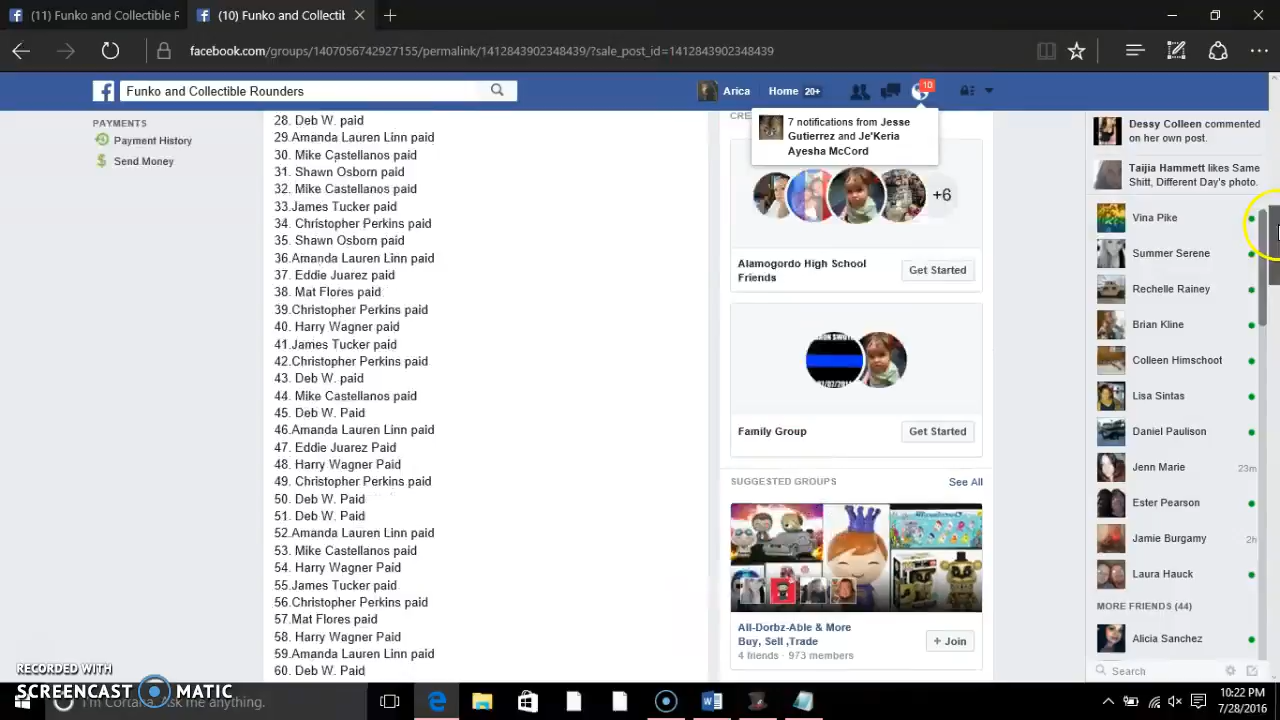 (11) Funko and Collectible R
(10) Funko and Collectibl
facebook.com/groups/1407056742927155/permalink/1412843902348439/?sale_post_id=1412843902348439
Funko and Collectible Rounders
Arica
Home 20+
10
PAYMENTS
Payment History
Send Money
28. Deb W. paid
29.Amanda Lauren Linn paid
30. Mike Castellanos paid
31. Shawn Osborn paid
32. Mike Castellanos paid
33.James Tucker paid
34. Christopher Perkins paid
35. Shawn Osborn paid
36.Amanda Lauren Linn paid
37. Eddie Juarez paid
38. Mat Flores paid
39.Christopher Perkins paid
40. Harry Wagner paid
41.James Tucker paid
42.Christopher Perkins paid
43. Deb W. paid
44. Mike Castellanos paid
45. Deb W. Paid
46.Amanda Lauren Linn paid
47. Eddie Juarez Paid
48. Harry Wagner Paid
49. Christopher Perkins paid
50. Deb W. Paid
51. Deb W. Paid
52.Amanda Lauren Linn paid
53. Mike Castellanos paid
54. Harry Wagner Paid
55.James Tucker paid
56.Christopher Perkins paid
57.Mat Flores paid
58. Harry Wagner Paid
59.Amanda Lauren Linn paid
60. Deb W. Paid
7 notifications from Jesse
Gutierrez and Je'Keria
Ayesha McCord
+6
Alamogordo High School
Friends
Get Started
Family Group
Get Started
SUGGESTED GROUPS
See All
All-Dorbz-Able & More
Buy, Sell ,Trade
4 friends · 973 members
+ Join
Dessy Colleen commented
on her own post.
Taijia Hammett likes Same
Shitt, Different Day's photo.
Vina Pike
Summer Serene
Rechelle Rainey
Brian Kline
Colleen Himschoot
Lisa Sintas
Daniel Paulison
Jenn Marie 23m
Ester Pearson
Jamie Burgamy 2h
Laura Hauck
MORE FRIENDS (44)
Alicia Sanchez
Search
RECORDED WITH
SCREENCAST MATIC
I'm Cortana. Ask me anything.
10:22 PM
7/28/2016